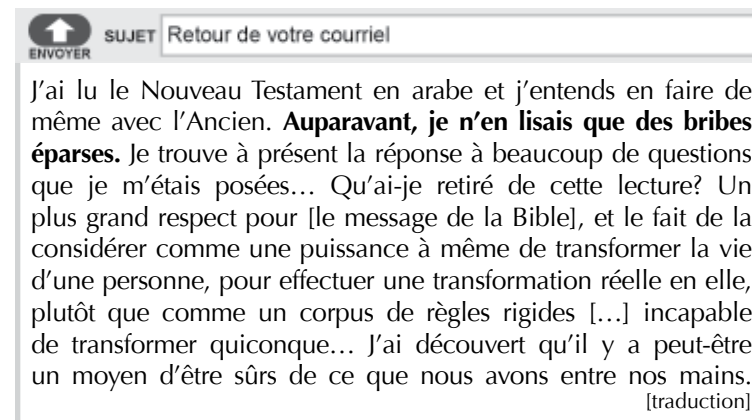 ENVOYER
SUJET Retour de votre courriel
J'ai lu le Nouveau Testament en arabe et j'entends en faire de
même avec l'Ancien. Auparavant, je n'en lisais que des bribes
éparses. Je trouve à présent la réponse à beaucoup de questions
que je m'étais posées… Qu'ai-je retiré de cette lecture? Un
plus grand respect pour [le message de la Bible], et le fait de la
considérer comme une puissance à même de transformer la vie
d'une personne, pour effectuer une transformation réelle en elle,
plutôt que comme un corpus de règles rigides […] incapable
de transformer quiconque… J'ai découvert qu'il y a peut-être
un moyen d'être sûrs de ce que nous avons entre nos mains.
[traduction]